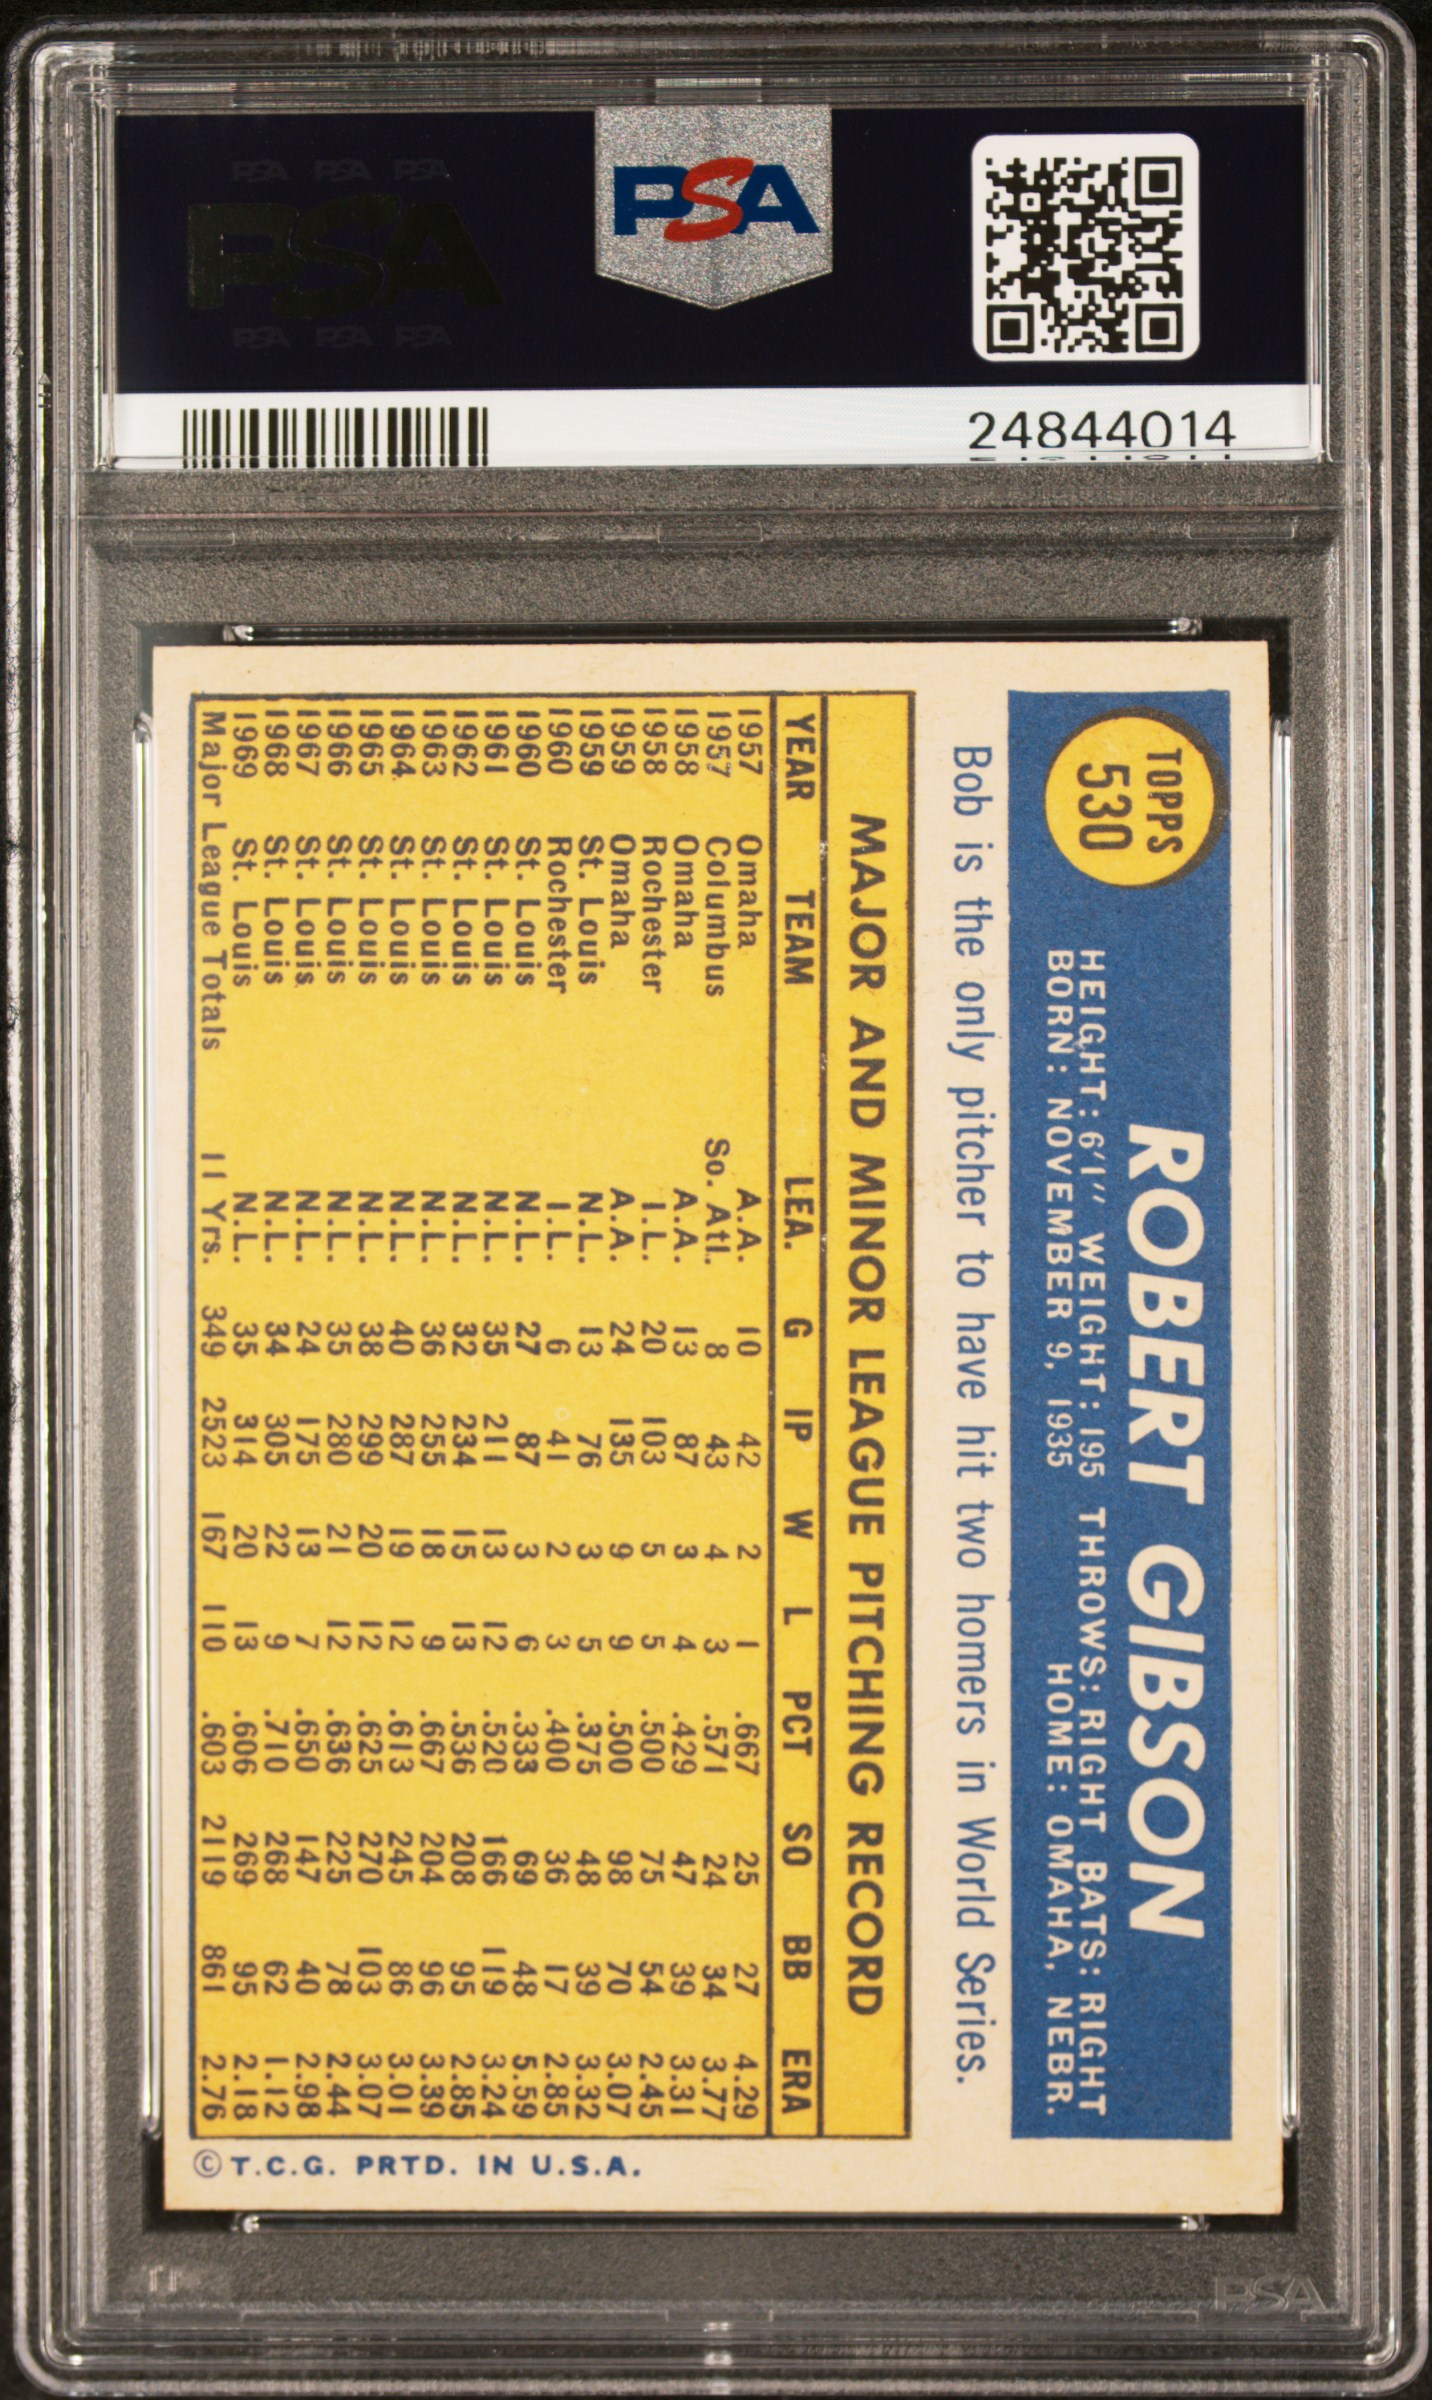 PSA PSA PSA
PSA
PSA PSA PSA
PSA
24844014
TOPPS
530
ROBERT GIBSON
HEIGHT: 6'1" WEIGHT: 195 THROWS: RIGHT BATS: RIGHT
BORN: NOVEMBER 9, 1935 HOME: OMAHA, NEBR.
Bob is the only pitcher to have hit two homers in World Series.
MAJOR AND MINOR LEAGUE PITCHING RECORD
YEAR TEAM LEA. G IP W L PCT SO BB ERA
1957 Omaha A.A. 10 42 2 1 .667 25 27 4.29
1957 Columbus So. Atl. 8 43 4 3 .571 24 34 3.77
1958 Omaha A.A. 13 87 3 4 .429 47 39 3.31
1958 Rochester I.L. 20 103 5 5 .500 75 54 2.45
1959 Omaha A.A. 24 135 9 9 .500 98 70 3.07
1959 St. Louis N.L. 13 76 3 5 .375 48 39 3.32
1960 Rochester I.L. 6 41 2 3 .400 36 17 2.85
1960 St. Louis N.L. 27 87 3 6 .333 69 48 5.59
1961 St. Louis N.L. 35 211 13 12 .520 166 119 3.24
1962 St. Louis N.L. 32 234 15 13 .536 208 95 2.85
1963 St. Louis N.L. 36 255 18 9 .667 204 96 3.39
1964 St. Louis N.L. 40 287 19 12 .613 245 86 3.01
1965 St. Louis N.L. 38 299 20 12 .625 270 103 3.07
1966 St. Louis N.L. 35 280 21 12 .636 225 78 2.44
1967 St. Louis N.L. 24 175 13 7 .650 147 40 2.98
1968 St. Louis N.L. 34 305 22 9 .710 268 62 1.12
1969 St. Louis N.L. 35 314 20 13 .606 269 95 2.18
Major League Totals 11 Yrs. 349 2523 167 110 .603 2119 861 2.76
© T.C.G. PRTD. IN U.S.A.
PSA